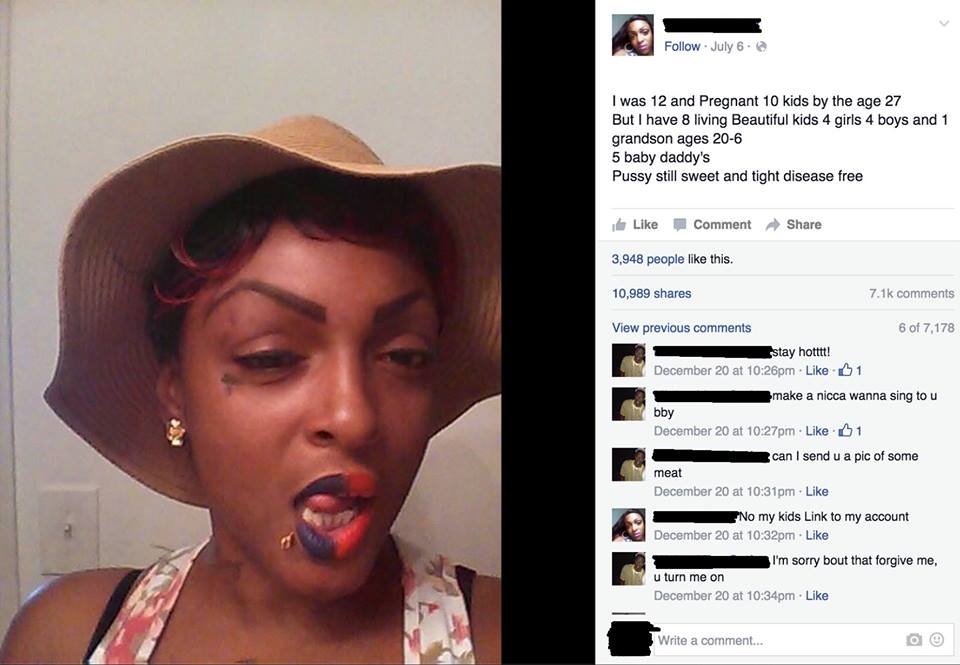 Follow · July 6 ·
I was 12 and Pregnant 10 kids by the age 27
But I have 8 living Beautiful kids 4 girls 4 boys and 1
grandson ages 20-6
5 baby daddy's
Pussy still sweet and tight disease free
Like Comment Share
3,948 people like this.
10,989 shares 7.1k comments
View previous comments 6 of 7,178
stay hotttt!
December 20 at 10:26pm · Like · 1
make a nicca wanna sing to u
bby
December 20 at 10:27pm · Like · 1
can I send u a pic of some
meat
December 20 at 10:31pm · Like
No my kids Link to my account
December 20 at 10:32pm · Like
I'm sorry bout that forgive me,
u turn me on
December 20 at 10:34pm · Like
Write a comment...